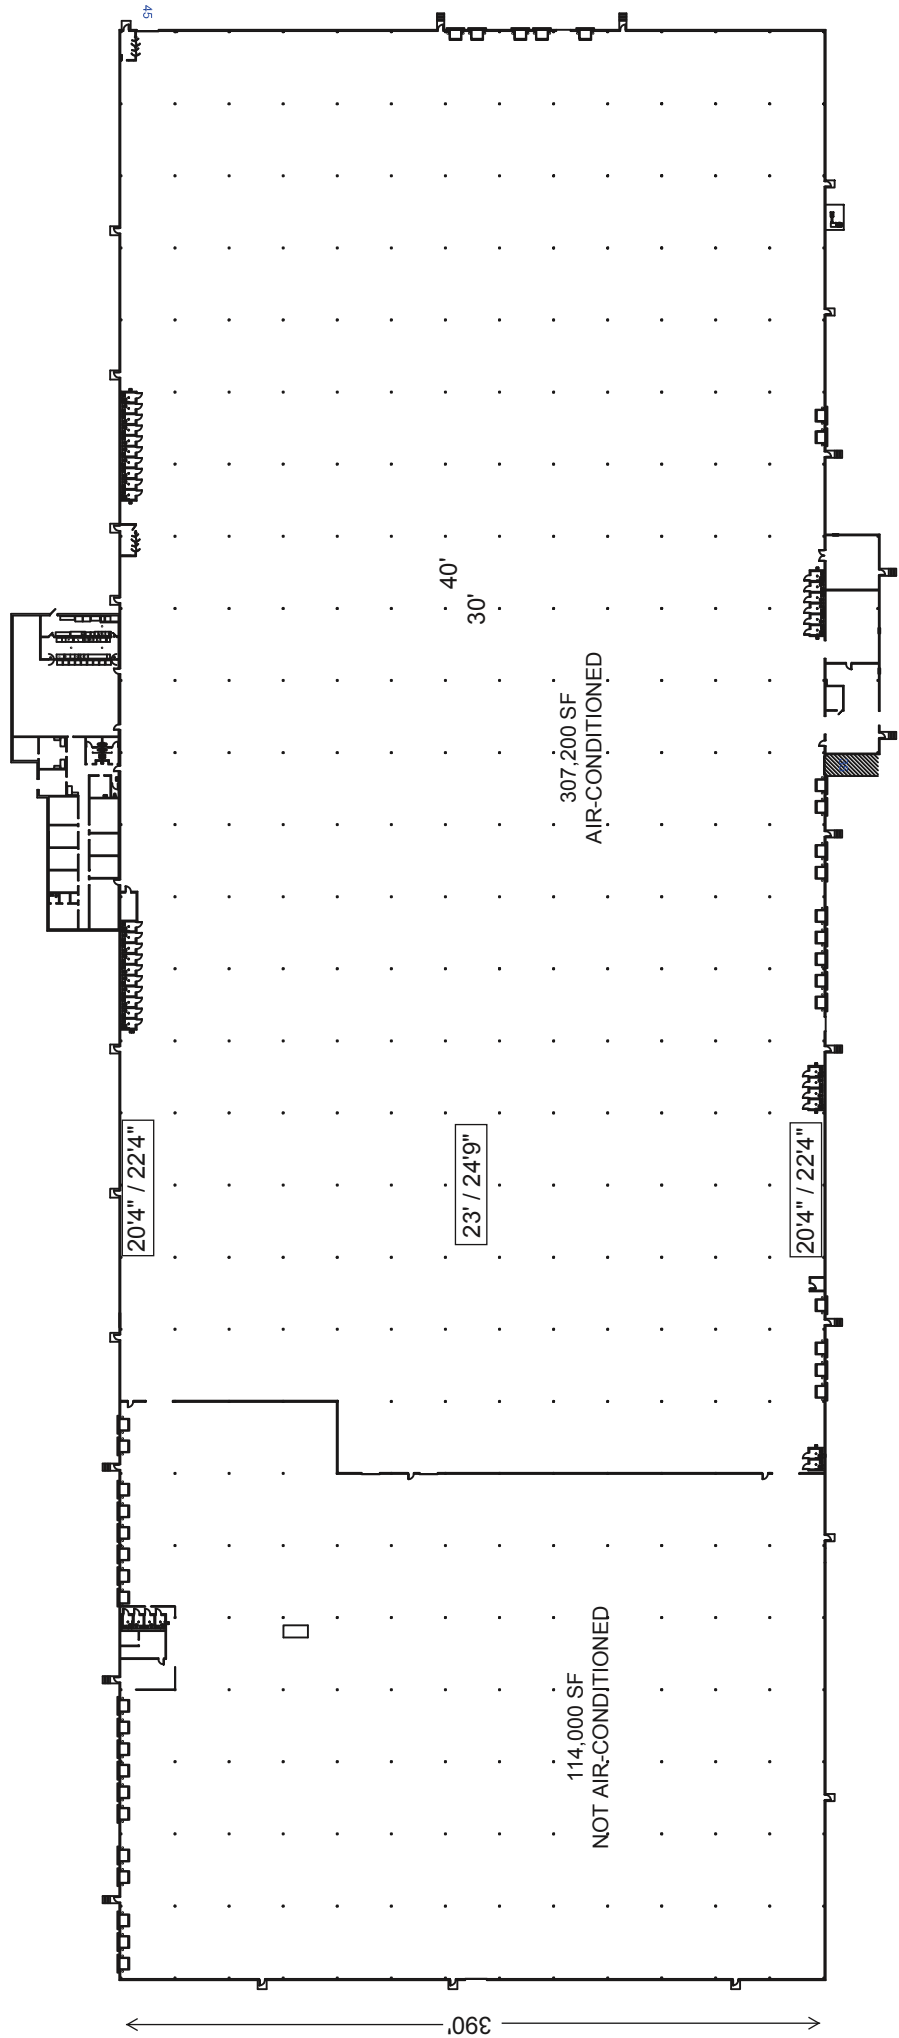 45
40'
30'
307,200 SF
AIR-CONDITIONED
20'4" / 22'4"
23' / 24'9"
20'4" / 22'4"
114,000 SF
NOT AIR-CONDITIONED
390'